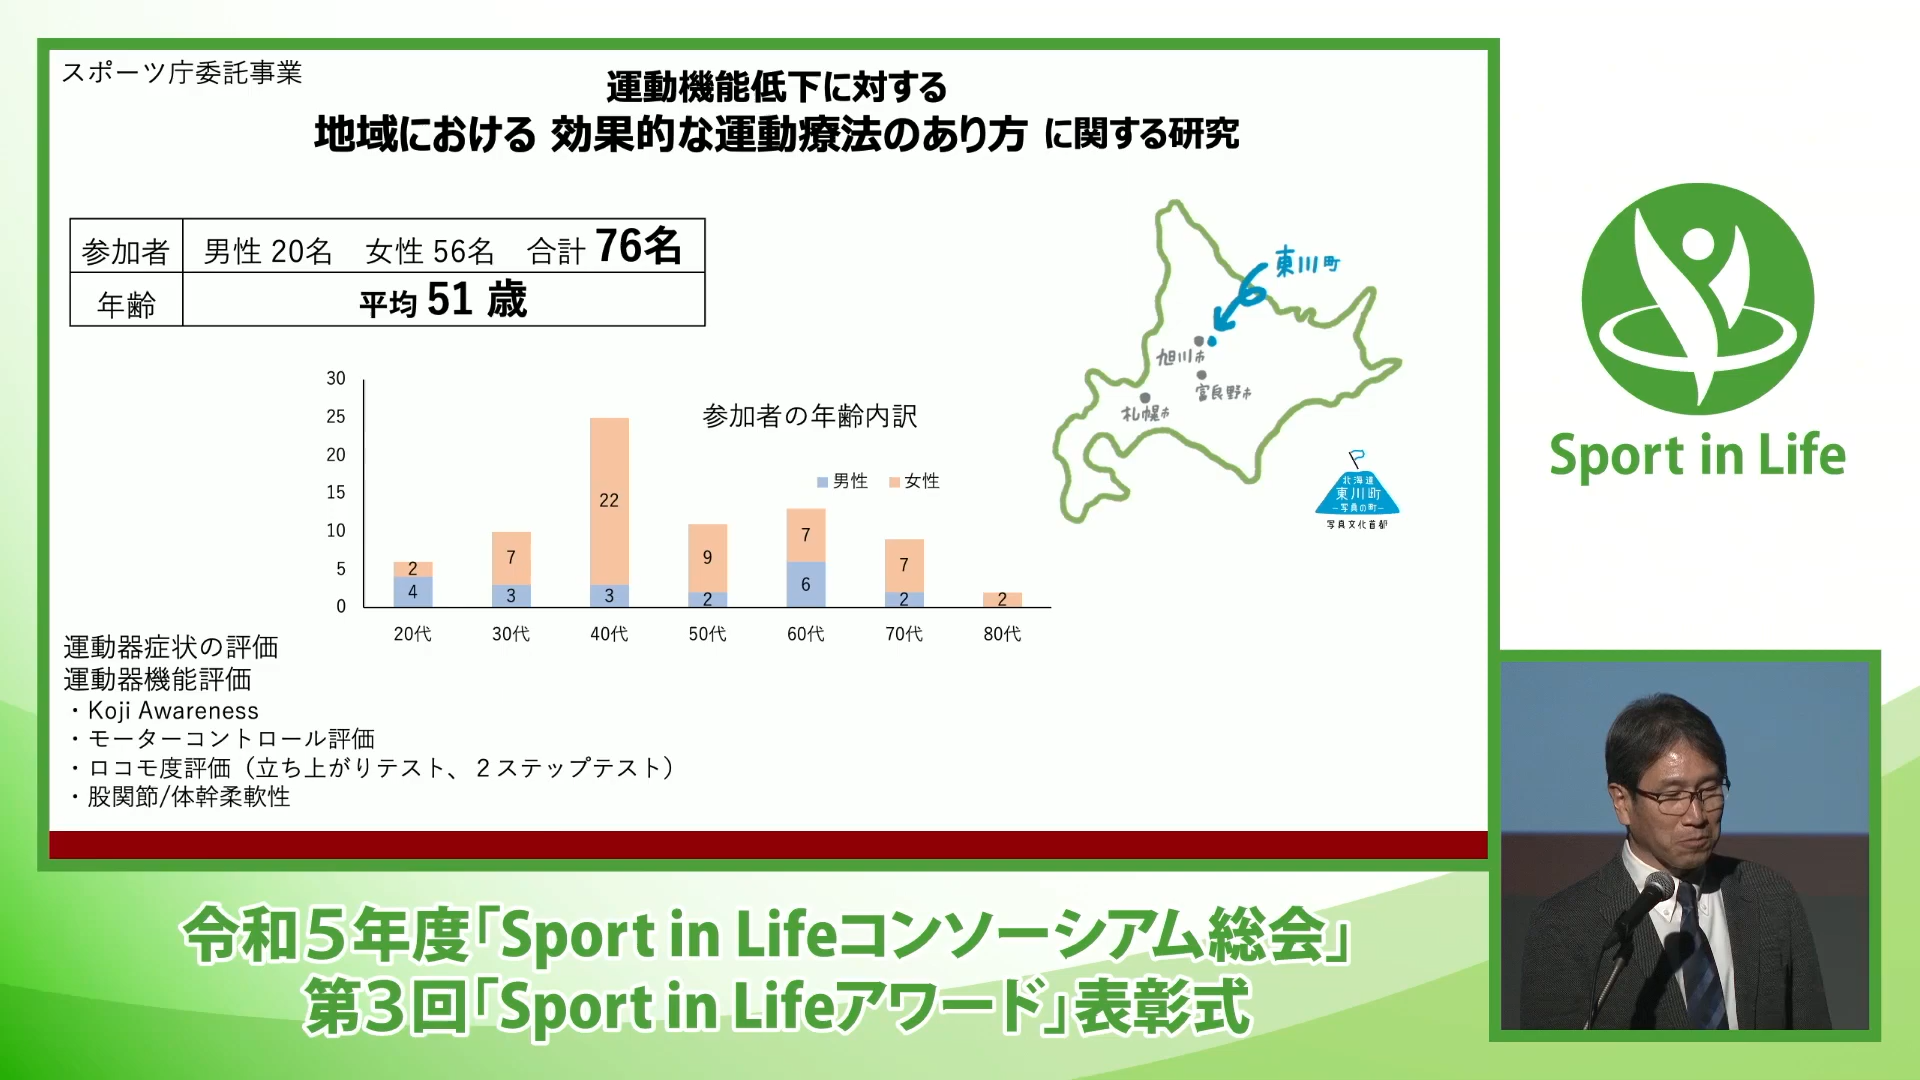 スポーツ庁委託事業
運動機能低下に対する
地域における 効果的な運動療法のあり方 に関する研究
参加者 男性 20名 女性 56名 合計 76名
年齢 平均 51 歳
東川町
旭川市
富良野市
札幌市
北海道
東川町
−写真の町−
写真文化首都
参加者の年齢内訳
男性 女性
30
25
20
15
10
5
0
2
4
7
3
22
3
9
2
7
6
7
2
2
20代 30代 40代 50代 60代 70代 80代
運動器症状の評価
運動器機能評価
・Koji Awareness
・モーターコントロール評価
・ロコモ度評価（立ち上がりテスト、２ステップテスト）
・股関節/体幹柔軟性
Sport in Life
令和５年度「Sport in Lifeコンソーシアム総会」
第３回「Sport in Lifeアワード」表彰式